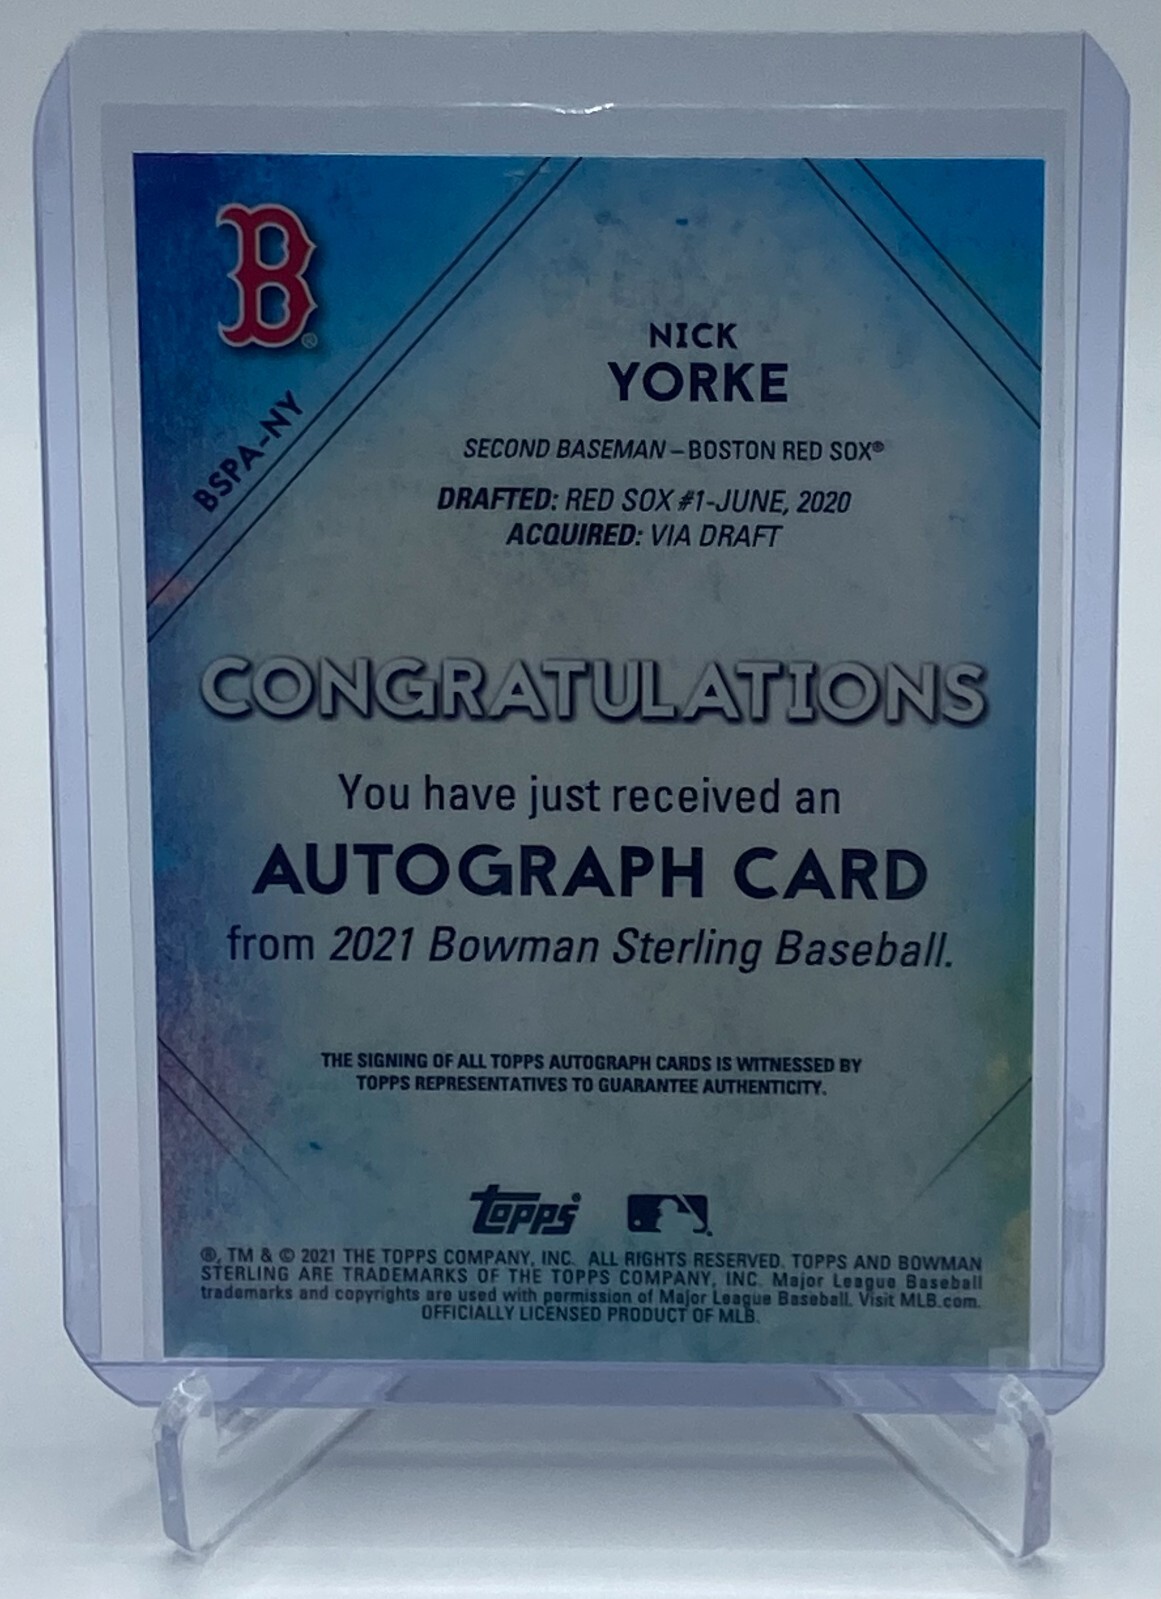 B®
BSPA-NY
NICK
YORKE
SECOND BASEMAN – BOSTON RED SOX®
DRAFTED: RED SOX #1-JUNE, 2020
ACQUIRED: VIA DRAFT
CONGRATULATIONS
You have just received an
AUTOGRAPH CARD
from 2021 Bowman Sterling Baseball.
THE SIGNING OF ALL TOPPS AUTOGRAPH CARDS IS WITNESSED BY
TOPPS REPRESENTATIVES TO GUARANTEE AUTHENTICITY.
topps®
®, TM & © 2021 THE TOPPS COMPANY, INC. ALL RIGHTS RESERVED. TOPPS AND BOWMAN
STERLING ARE TRADEMARKS OF THE TOPPS COMPANY, INC. Major League Baseball
trademarks and copyrights are used with permission of Major League Baseball. Visit MLB.com.
OFFICIALLY LICENSED PRODUCT OF MLB.